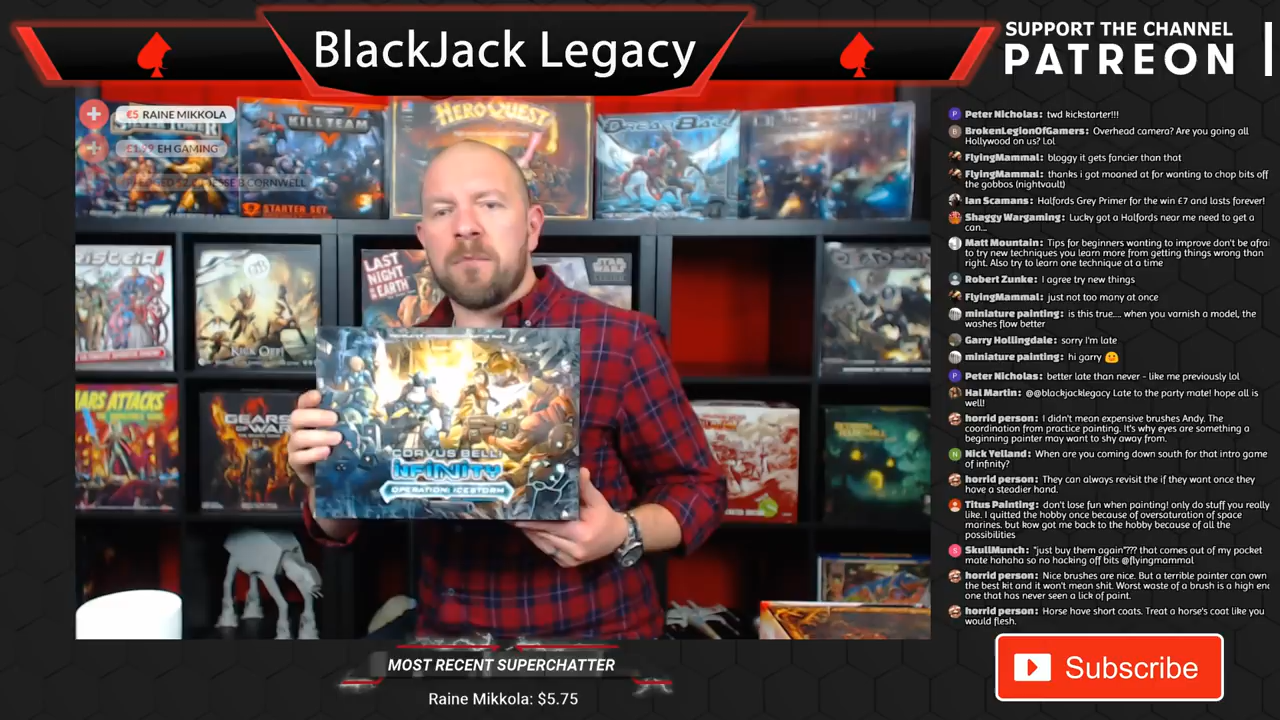 BlackJack Legacy
SUPPORT THE CHANNEL
PATREON
€5 RAINE MIKKOLA
£1.29 EH GAMING
SILVER TOWER
KILL TEAM
STARTER SET
HEROQUEST
DREADBALL
LAST
NIGHT
ON
EARTH
STAR
WARS
KICK OFF!
MARS ATTACKS
GEARS
OF WAR
CORVUS BELLI
INFINITY
OPERATION: ICESTORM
Peter Nicholas: twd kickstarter!!!
BrokenLegionOfGamers: Overhead camera? Are you going all
Hollywood on us? Lol
FlyingMammal: bloggy it gets fancier than that
FlyingMammal: thanks i got moaned at for wanting to chop bits off
the gobbos (nightvault)
Ian Scamans: Halfords Grey Primer for the win £7 and lasts forever!
Shaggy Wargaming: Lucky got a Halfords near me need to get a
can...
Matt Mountain: Tips for beginners wanting to improve don't be afrai
to try new techniques you learn more from getting things wrong than
right. Also try to learn one technique at a time
Robert Zunke: I agree try new things
FlyingMammal: just not too many at once
miniature painting: is this true.... when you varnish a model, the
washes flow better
Garry Hollingdale: sorry I'm late
miniature painting: hi garry
Peter Nicholas: better late than never - like me previously lol
Hal Martin: @@blackjacklegacy Late to the party mate! hope all is
well!
horrid person: I didn't mean expensive brushes Andy. The
coordination from practice painting. It's why eyes are something a
beginning painter may want to shy away from.
Nick Yelland: When are you coming down south for that intro game
of infinity?
horrid person: They can always revisit the if they want once they
have a steadier hand.
Titus Painting: don't lose fun when painting! only do stuff you really
like. I quitted the hobby once because of oversaturation of space
marines. but kow got me back to the hobby because of all the
possibilities
SkullMunch: "just buy them again"??? that comes out of my pocket
mate hahaha so no hacking off bits @flyingmammal
horrid person: Nice brushes are nice. But a terrible painter can own
the best kit and it won't mean shit. Worst waste of a brush is a high end
one that has never seen a lick of paint.
horrid person: Horse have short coats. Treat a horse's coat like you
would flesh.
MOST RECENT SUPERCHATTER
Raine Mikkola: $5.75
Subscribe